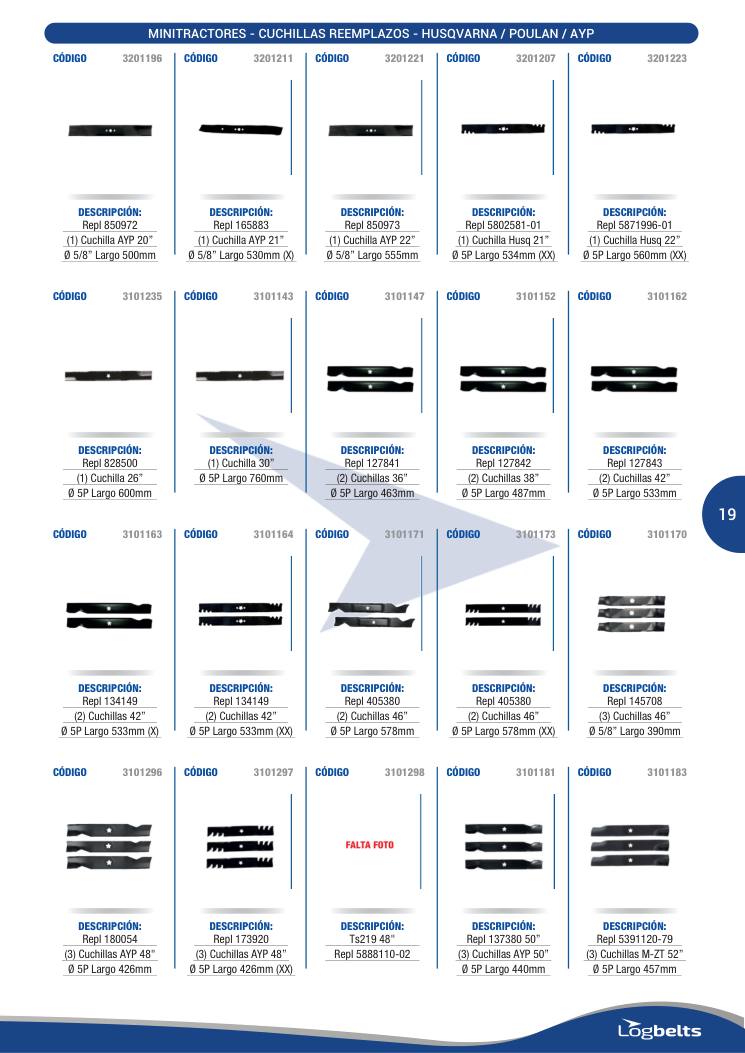 MINITRACTORES - CUCHILLAS REEMPLAZOS - HUSQVARNA / POULAN / AYP
CÓDIGO 3201196
DESCRIPCIÓN:
Repl 850972
(1) Cuchilla AYP 20”
Ø 5/8” Largo 500mm
CÓDIGO 3201211
DESCRIPCIÓN:
Repl 165883
(1) Cuchilla AYP 21”
Ø 5/8” Largo 530mm (X)
CÓDIGO 3201221
DESCRIPCIÓN:
Repl 850973
(1) Cuchilla AYP 22”
Ø 5/8” Largo 555mm
CÓDIGO 3201207
DESCRIPCIÓN:
Repl 5802581-01
(1) Cuchilla Husq 21”
Ø 5P Largo 534mm (XX)
CÓDIGO 3201223
DESCRIPCIÓN:
Repl 5871996-01
(1) Cuchilla Husq 22”
Ø 5P Largo 560mm (XX)
CÓDIGO 3101235
DESCRIPCIÓN:
Repl 828500
(1) Cuchilla 26”
Ø 5P Largo 600mm
CÓDIGO 3101143
DESCRIPCIÓN:
(1) Cuchilla 30”
Ø 5P Largo 760mm
CÓDIGO 3101147
DESCRIPCIÓN:
Repl 127841
(2) Cuchillas 36”
Ø 5P Largo 463mm
CÓDIGO 3101152
DESCRIPCIÓN:
Repl 127842
(2) Cuchillas 38”
Ø 5P Largo 487mm
CÓDIGO 3101162
DESCRIPCIÓN:
Repl 127843
(2) Cuchillas 42”
Ø 5P Largo 533mm
19
CÓDIGO 3101163
DESCRIPCIÓN:
Repl 134149
(2) Cuchillas 42”
Ø 5P Largo 533mm (X)
CÓDIGO 3101164
DESCRIPCIÓN:
Repl 134149
(2) Cuchillas 42”
Ø 5P Largo 533mm (XX)
CÓDIGO 3101171
DESCRIPCIÓN:
Repl 405380
(2) Cuchillas 46”
Ø 5P Largo 578mm
CÓDIGO 3101173
DESCRIPCIÓN:
Repl 405380
(2) Cuchillas 46”
Ø 5P Largo 578mm (XX)
CÓDIGO 3101170
DESCRIPCIÓN:
Repl 145708
(3) Cuchillas 46”
Ø 5/8” Largo 390mm
CÓDIGO 3101296
DESCRIPCIÓN:
Repl 180054
(3) Cuchillas AYP 48”
Ø 5P Largo 426mm
CÓDIGO 3101297
DESCRIPCIÓN:
Repl 173920
(3) Cuchillas AYP 48”
Ø 5P Largo 426mm (XX)
CÓDIGO 3101298
FALTA FOTO
DESCRIPCIÓN:
Ts219 48"
Repl 5888110-02
CÓDIGO 3101181
DESCRIPCIÓN:
Repl 137380 50”
(3) Cuchillas AYP 50”
Ø 5P Largo 440mm
CÓDIGO 3101183
DESCRIPCIÓN:
Repl 5391120-79
(3) Cuchillas M-ZT 52”
Ø 5P Largo 457mm
Logbelts